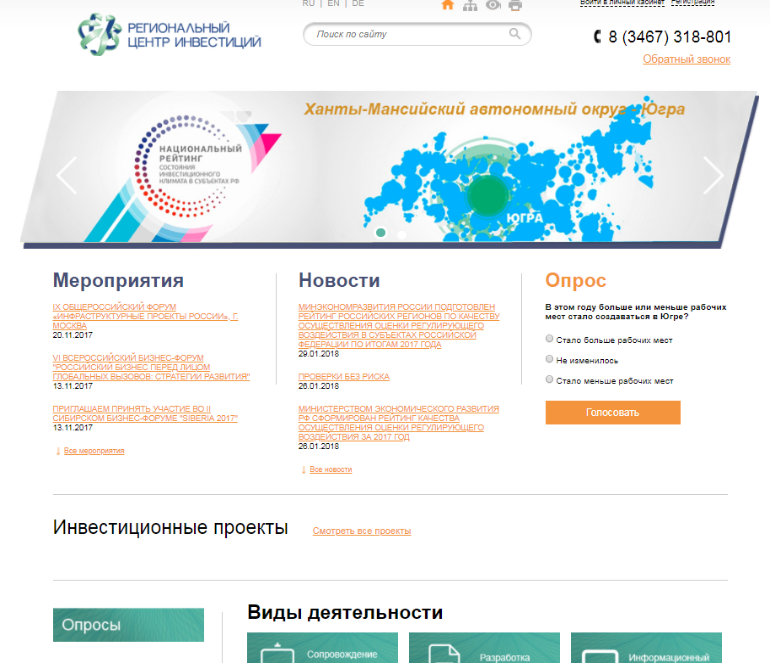 RU | EN | DE
Войти в личный кабинет Регистрация
РЕГИОНАЛЬНЫЙ
ЦЕНТР ИНВЕСТИЦИЙ
Поиск по сайту
8 (3467) 318-801
Обратный звонок
Ханты-Мансийский автономный округ - Югра
НАЦИОНАЛЬНЫЙ
РЕЙТИНГ
СОСТОЯНИЯ
ИНВЕСТИЦИОННОГО
КЛИМАТА В СУБЪЕКТАХ РФ
ЮГРА
Мероприятия
IX ОБЩЕРОССИЙСКИЙ ФОРУМ
«ИНФРАСТРУКТУРНЫЕ ПРОЕКТЫ РОССИИ», Г.
МОСКВА
20.11.2017
VI ВСЕРОССИЙСКИЙ БИЗНЕС-ФОРУМ
"РОССИЙСКИЙ БИЗНЕС ПЕРЕД ЛИЦОМ
ГЛОБАЛЬНЫХ ВЫЗОВОВ: СТРАТЕГИИ РАЗВИТИЯ"
13.11.2017
ПРИГЛАШАЕМ ПРИНЯТЬ УЧАСТИЕ ВО II
СИБИРСКОМ БИЗНЕС-ФОРУМЕ "SIBERIA 2017"
13.11.2017
↓ Все мероприятия
Новости
МИНЭКОНОМРАЗВИТИЯ РОССИИ ПОДГОТОВЛЕН
РЕЙТИНГ РОССИЙСКИХ РЕГИОНОВ ПО КАЧЕСТВУ
ОСУЩЕСТВЛЕНИЯ ОЦЕНКИ РЕГУЛИРУЮЩЕГО
ВОЗДЕЙСТВИЯ В СУБЪЕКТАХ РОССИЙСКОЙ
ФЕДЕРАЦИИ ПО ИТОГАМ 2017 ГОДА
29.01.2018
ПРОВЕРКИ БЕЗ РИСКА
26.01.2018
МИНИСТЕРСТВОМ ЭКОНОМИЧЕСКОГО РАЗВИТИЯ
РФ СФОРМИРОВАН РЕЙТИНГ КАЧЕСТВА
ОСУЩЕСТВЛЕНИЯ ОЦЕНКИ РЕГУЛИРУЮЩЕГО
ВОЗДЕЙСТВИЯ ЗА 2017 ГОД
26.01.2018
↓ Все новости
Опрос
В этом году больше или меньше рабочих
мест стало создаваться в Югре?
Стало больше рабочих мест
Не изменилось
Стало меньше рабочих мест
Голосовать
Инвестиционные проекты
Смотреть все проекты
Опросы
Виды деятельности
Сопровождение
Разработка
Информационный